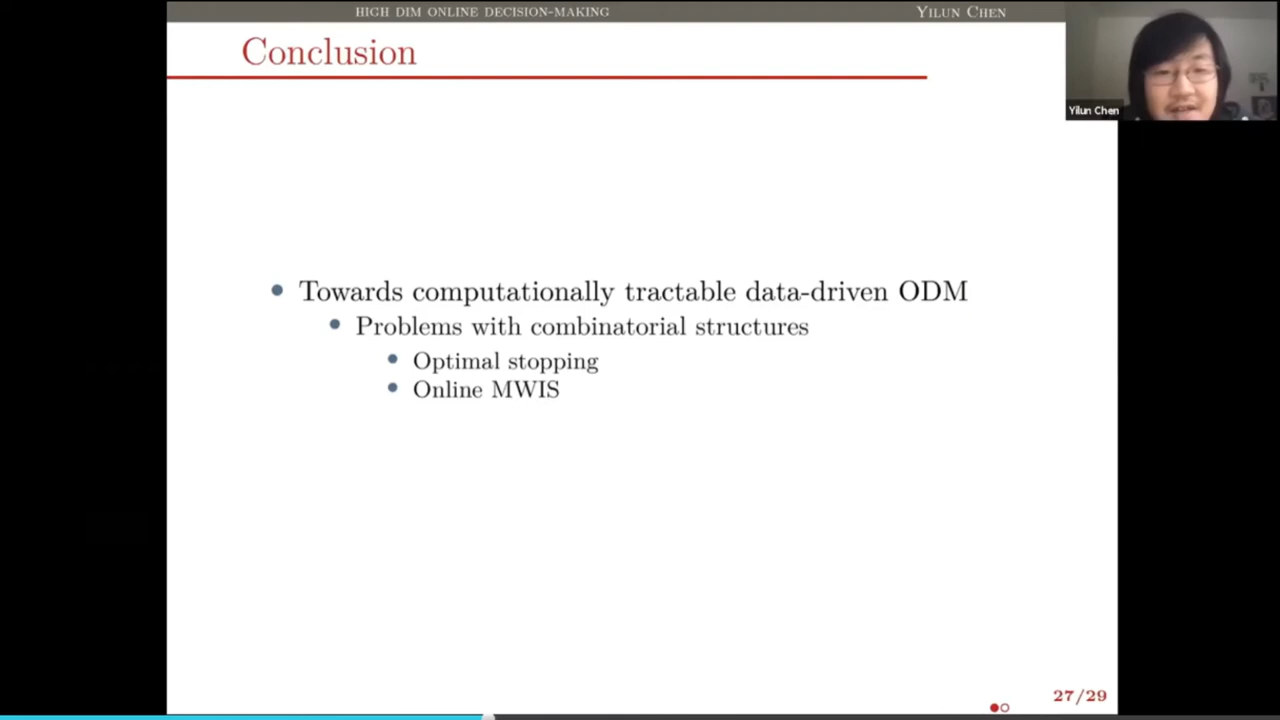 HIGH DIM ONLINE DECISION-MAKING YILUN CHEN
Conclusion
Yilun Chen
Towards computationally tractable data-driven ODM
Problems with combinatorial structures
Optimal stopping
Online MWIS
27/29